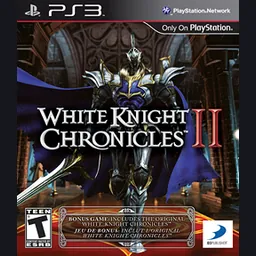 PS3
PlayStation.Network
Only On PlayStation.
WHITE KNIGHT
CHRONICLES II
TEEN
T
ESRB
BONUS GAME: INCLUDES THE ORIGINAL
WHITE KNIGHT CHRONICLES
JEU DE BONUS: INCLUT L'ORIGINAL
WHITE KNIGHT CHRONICLES
D3